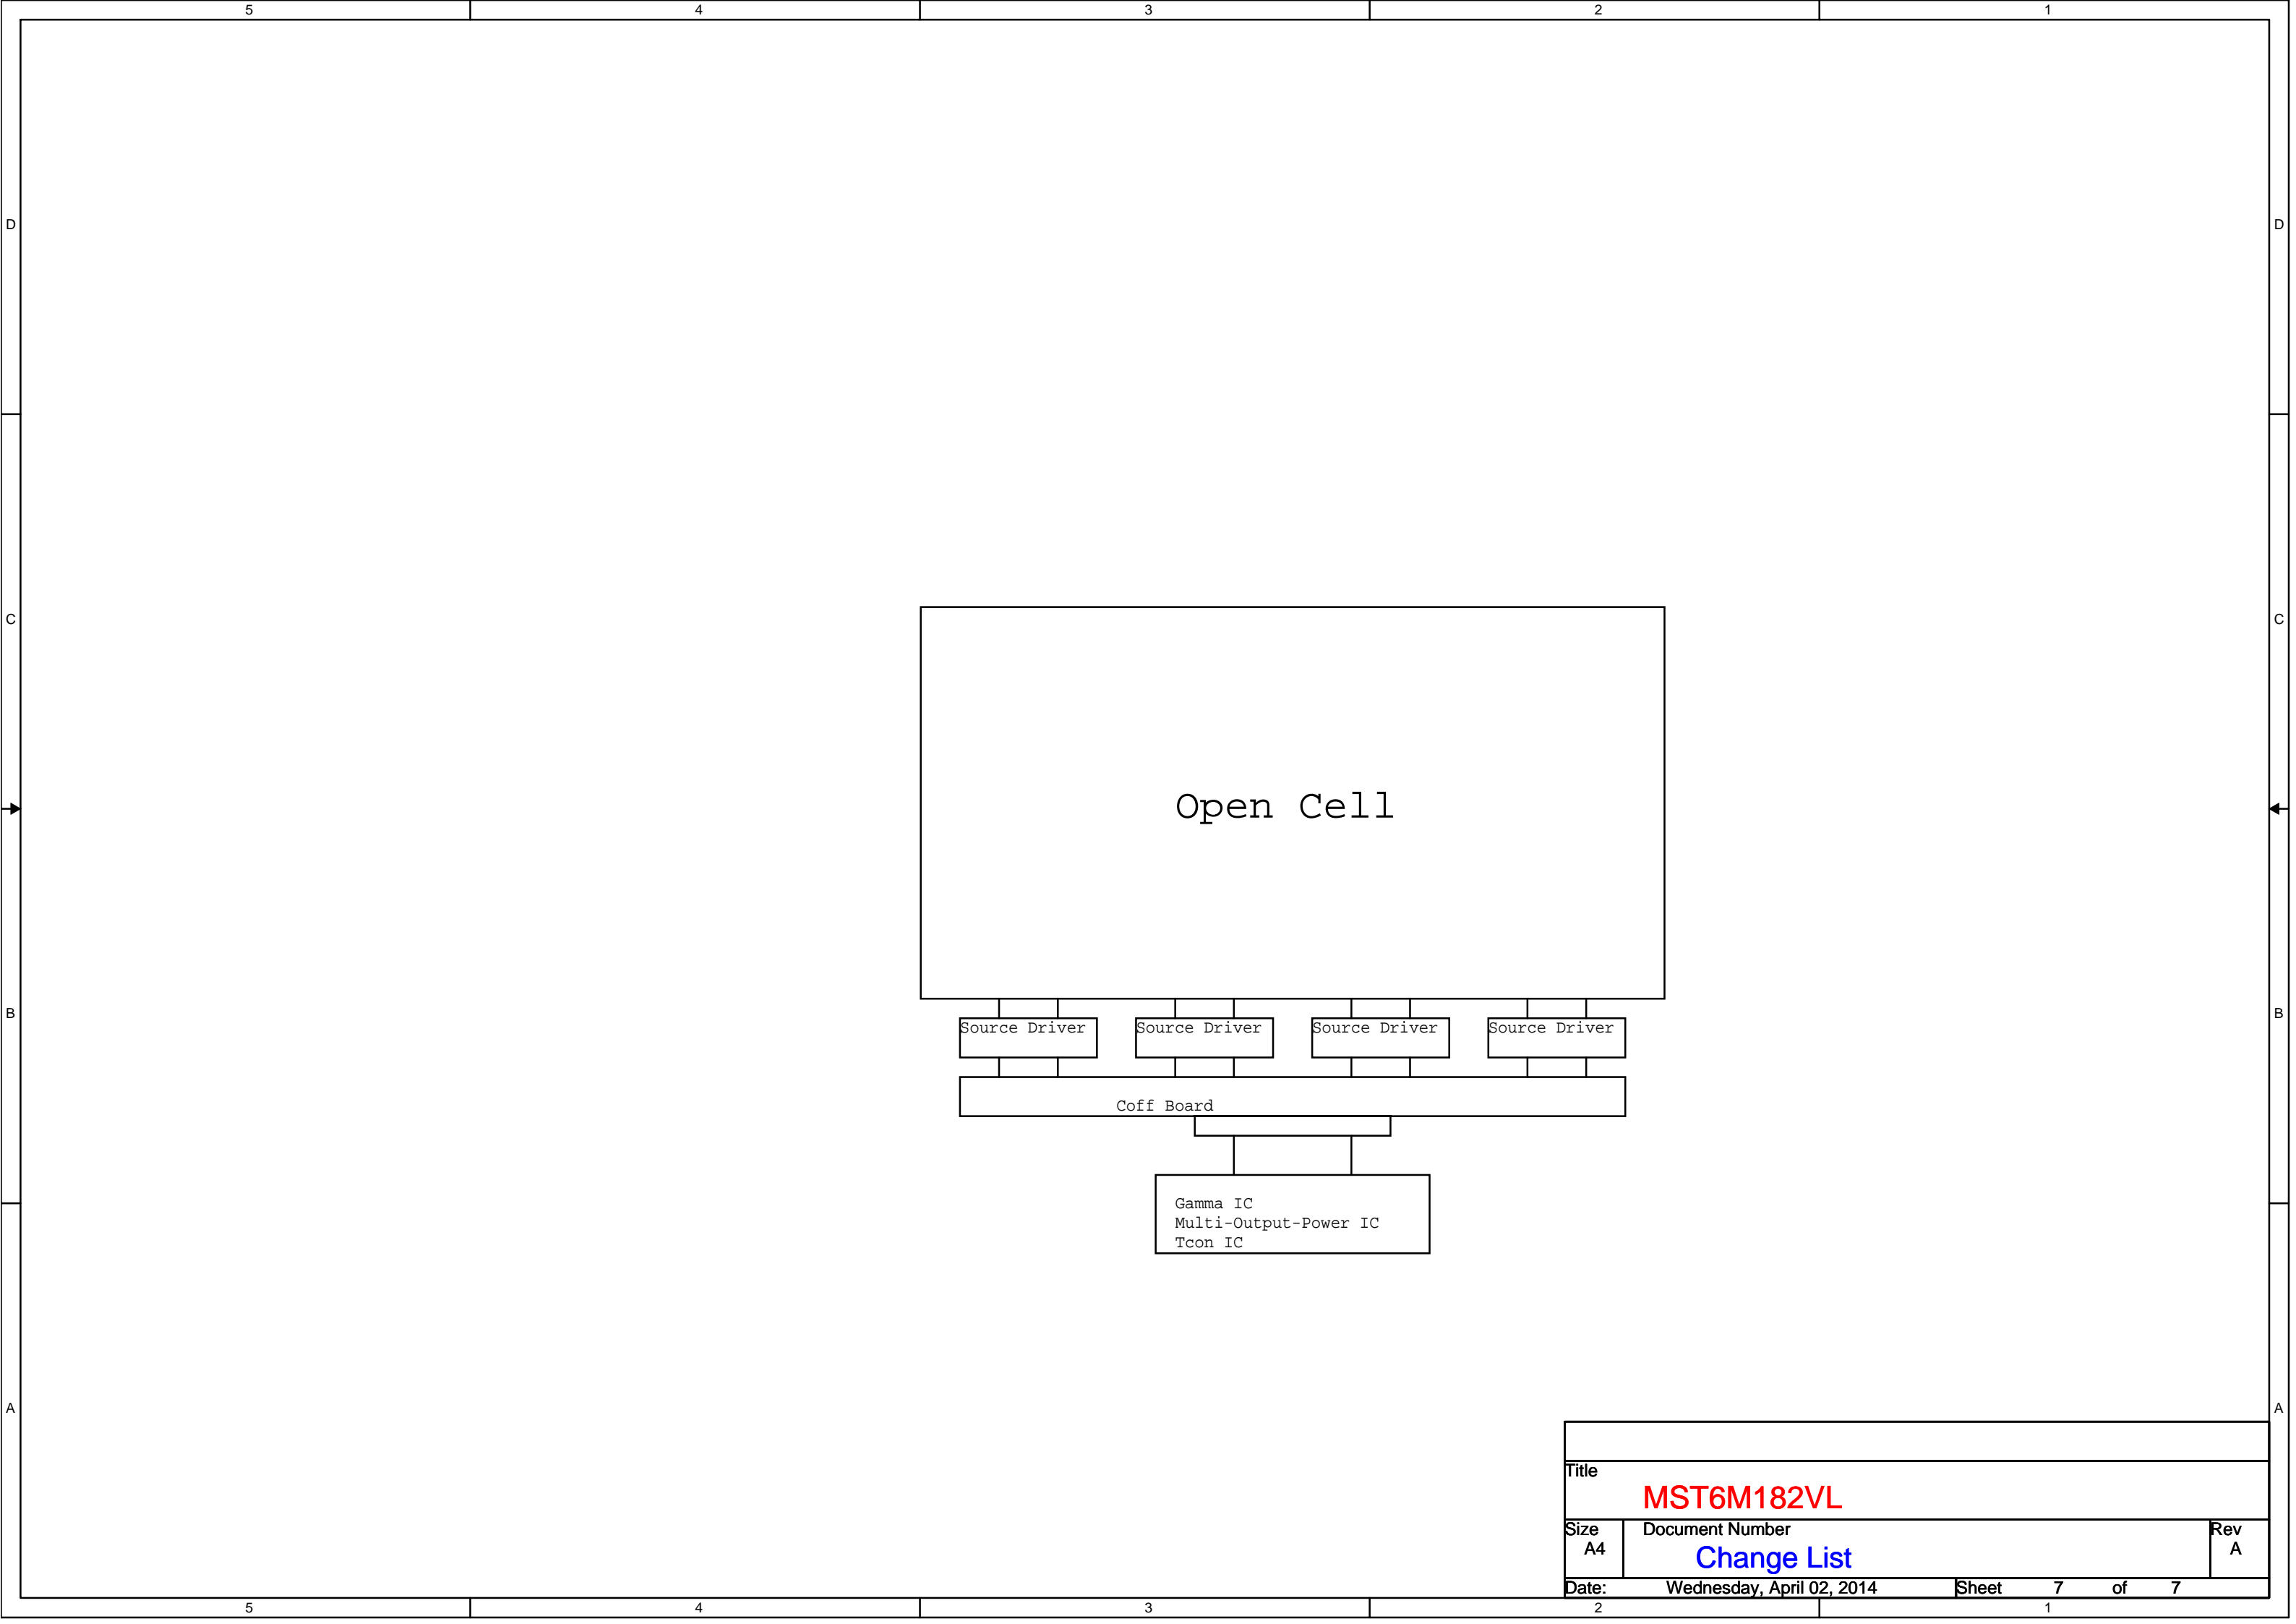 5 4 3 2 1
D D
C C
Open Cell
B B
Source Driver Source Driver Source Driver Source Driver
Coff Board
Gamma IC
Multi-Output-Power IC
Tcon IC
A A
Title
MST6M182VL
Size Document Number Rev
A4 Change List A
Date: Wednesday, April 02, 2014 Sheet 7 of 7
5 4 3 2 1